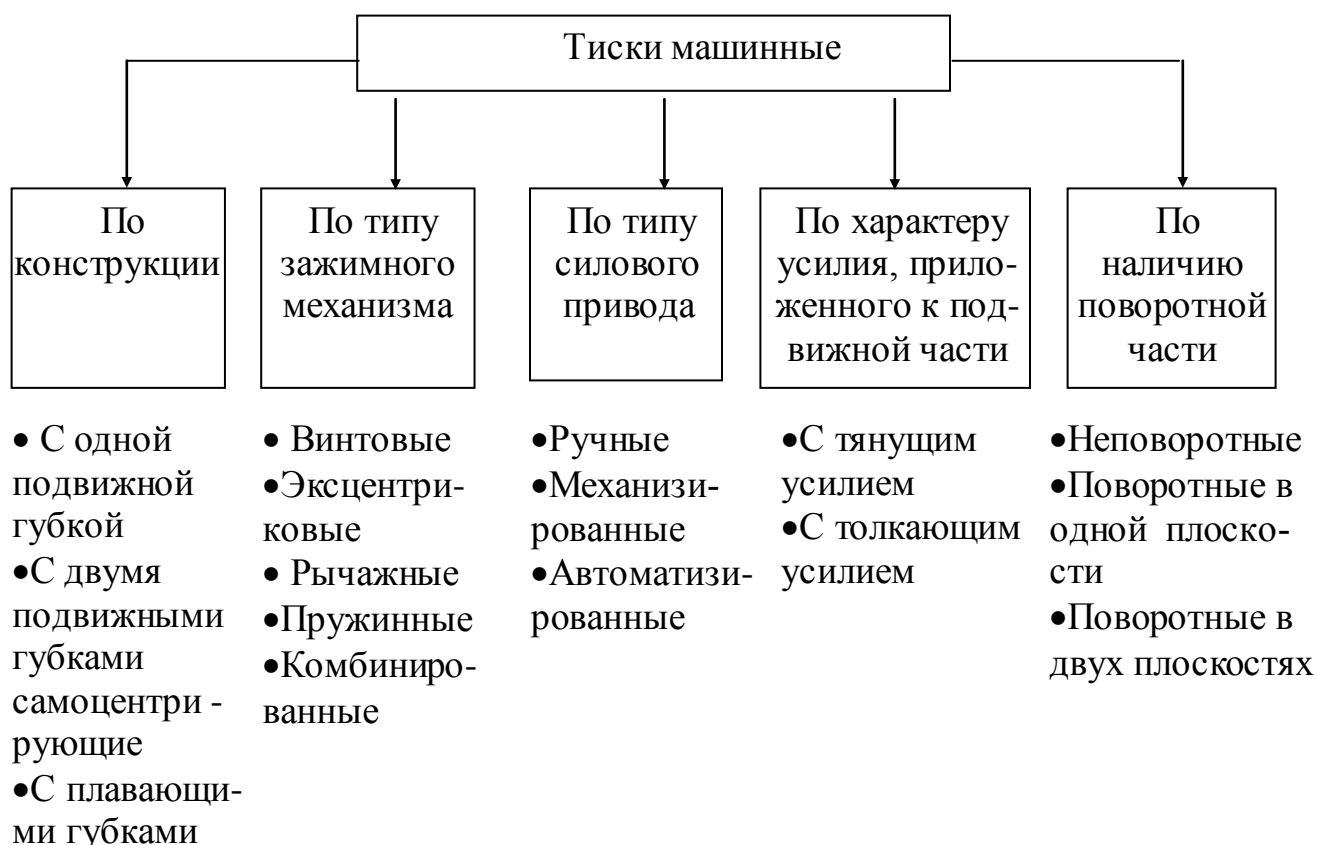 Тиски машинные
По
конструкции
По типу
зажимного
механизма
По типу
силового
привода
По характеру
усилия, прило-
женного к под-
вижной части
По
наличию
поворотной
части
• С одной
подвижной
губкой
•С двумя
подвижными
губками
самоцентри -
рующие
•С плавающи-
ми губками
• Винтовые
•Эксцентри-
ковые
• Рычажные
•Пружинные
•Комбиниро-
ванные
•Ручные
•Механизи-
рованные
•Автоматизи-
рованные
•С тянущим
усилием
•С толкающим
усилием
•Неповоротные
•Поворотные в
одной плоско-
сти
•Поворотные в
двух плоскостях